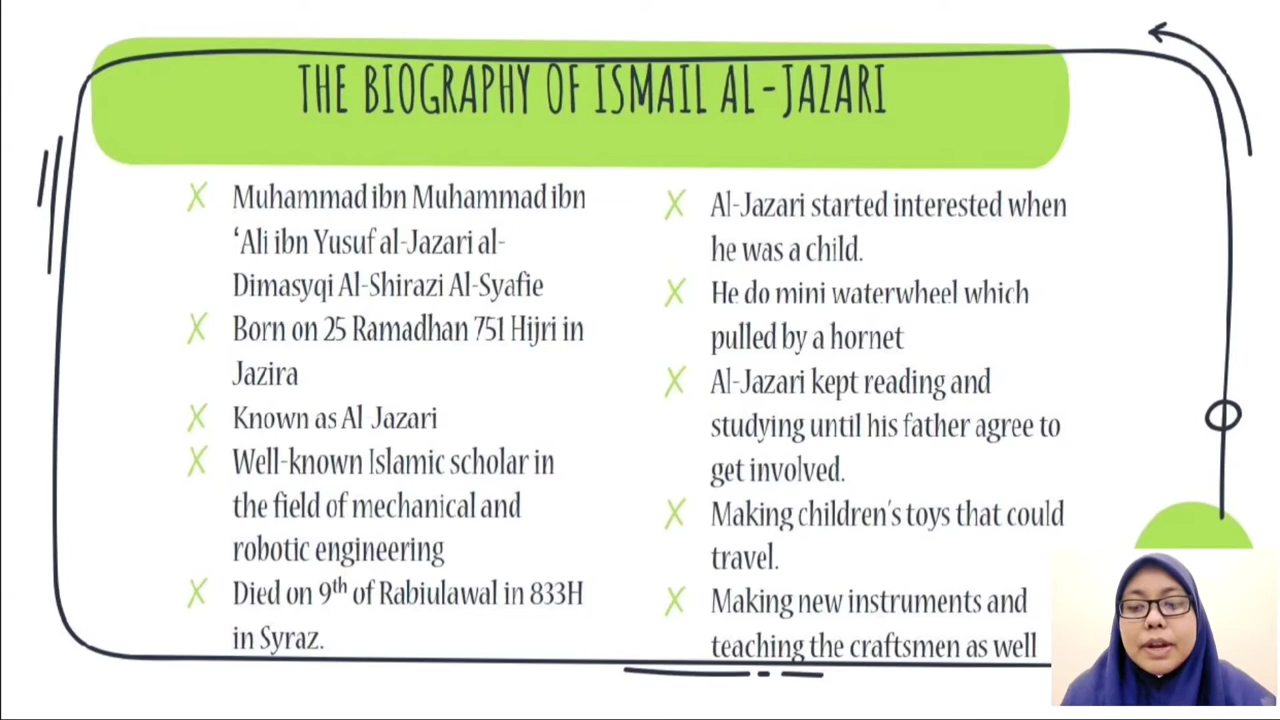 THE BIOGRAPHY OF ISMAIL AL-JAZARI
Muhammad ibn Muhammad ibn
‘Ali ibn Yusuf al-Jazari al-
Dimasyqi Al-Shirazi Al-Syafie
Born on 25 Ramadhan 751 Hijri in
Jazira
Known as Al Jazari
Well-known Islamic scholar in
the field of mechanical and
robotic engineering
Died on 9th of Rabiulawal in 833H
in Syraz.
Al-Jazari started interested when
he was a child.
He do mini waterwheel which
pulled by a hornet
Al-Jazari kept reading and
studying until his father agree to
get involved.
Making children's toys that could
travel.
Making new instruments and
teaching the craftsmen as well